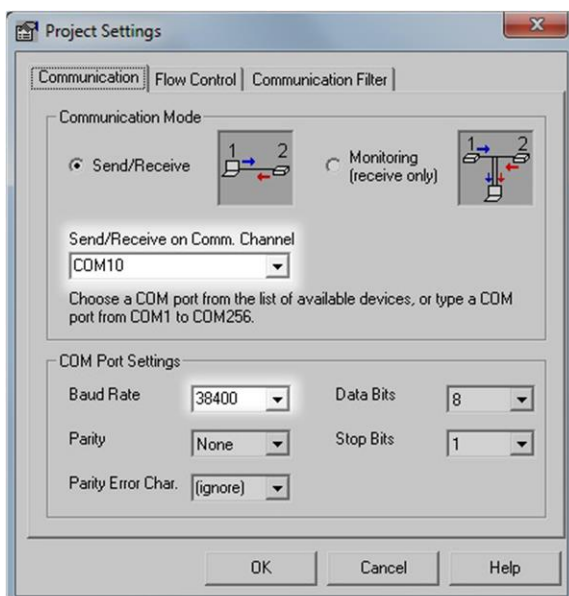 Project Settings
Communication Flow Control Communication Filter
Communication Mode
Send/Receive
1 2
Monitoring
(receive only)
1 2
Send/Receive on Comm. Channel
COM10
Choose a COM port from the list of available devices, or type a COM
port from COM1 to COM256.
COM Port Settings
Baud Rate 38400 Data Bits 8
Parity None Stop Bits 1
Parity Error Char. (ignore)
OK Cancel Help